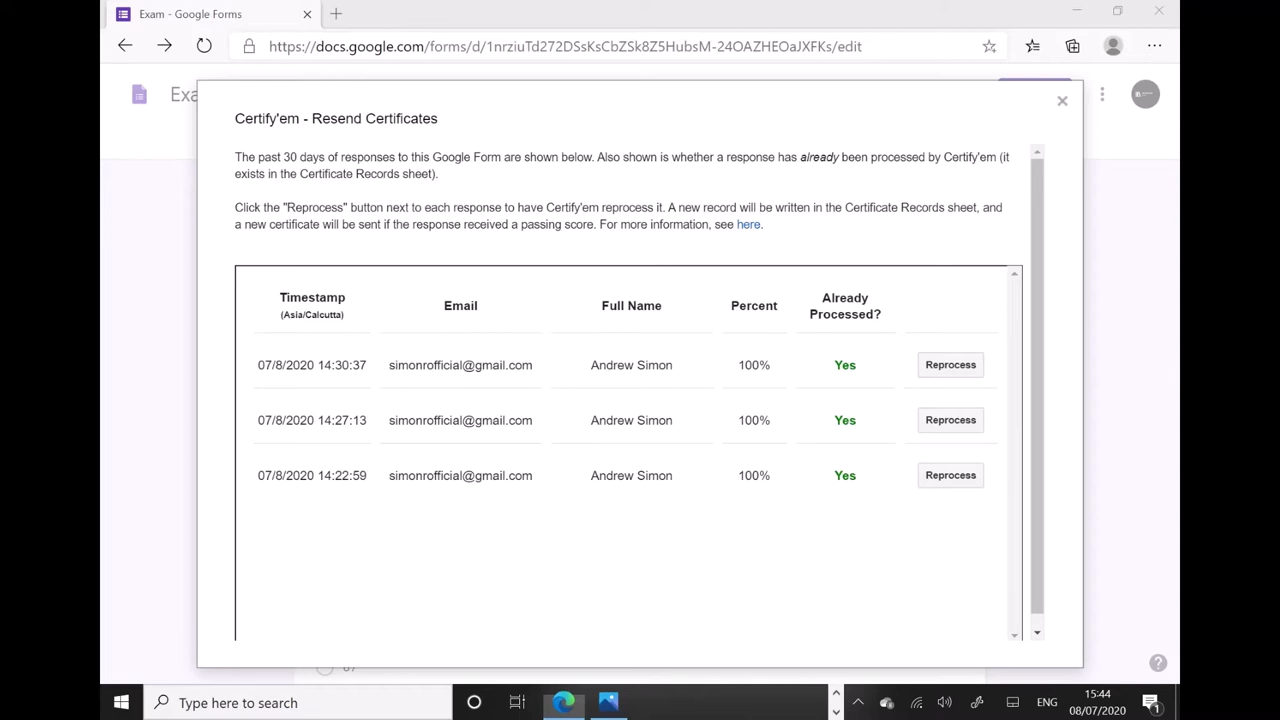 Exam - Google Forms
https://docs.google.com/forms/d/1nrziuTd272DSsKsCbZSk8Z5HubsM-24OAZHEOaJXFKs/edit
Exa
Certify'em - Resend Certificates
The past 30 days of responses to this Google Form are shown below. Also shown is whether a response has already been processed by Certify'em (it
exists in the Certificate Records sheet).
Click the "Reprocess" button next to each response to have Certify'em reprocess it. A new record will be written in the Certificate Records sheet, and
a new certificate will be sent if the response received a passing score. For more information, see here.
Timestamp (Asia/Calcutta) Email Full Name Percent Already Processed?
07/8/2020 14:30:37 simonrofficial@gmail.com Andrew Simon 100% Yes Reprocess
07/8/2020 14:27:13 simonrofficial@gmail.com Andrew Simon 100% Yes Reprocess
07/8/2020 14:22:59 simonrofficial@gmail.com Andrew Simon 100% Yes Reprocess
Type here to search
ENG
15:44
08/07/2020
1